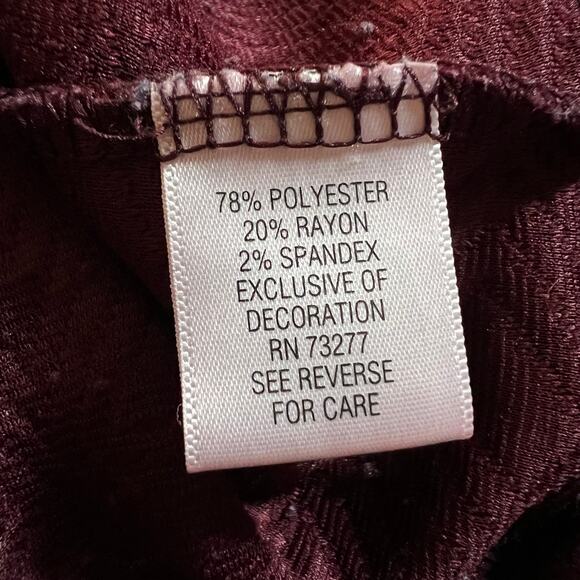 78% POLYESTER
20% RAYON
2% SPANDEX
EXCLUSIVE OF
DECORATION
RN 73277
SEE REVERSE
FOR CARE